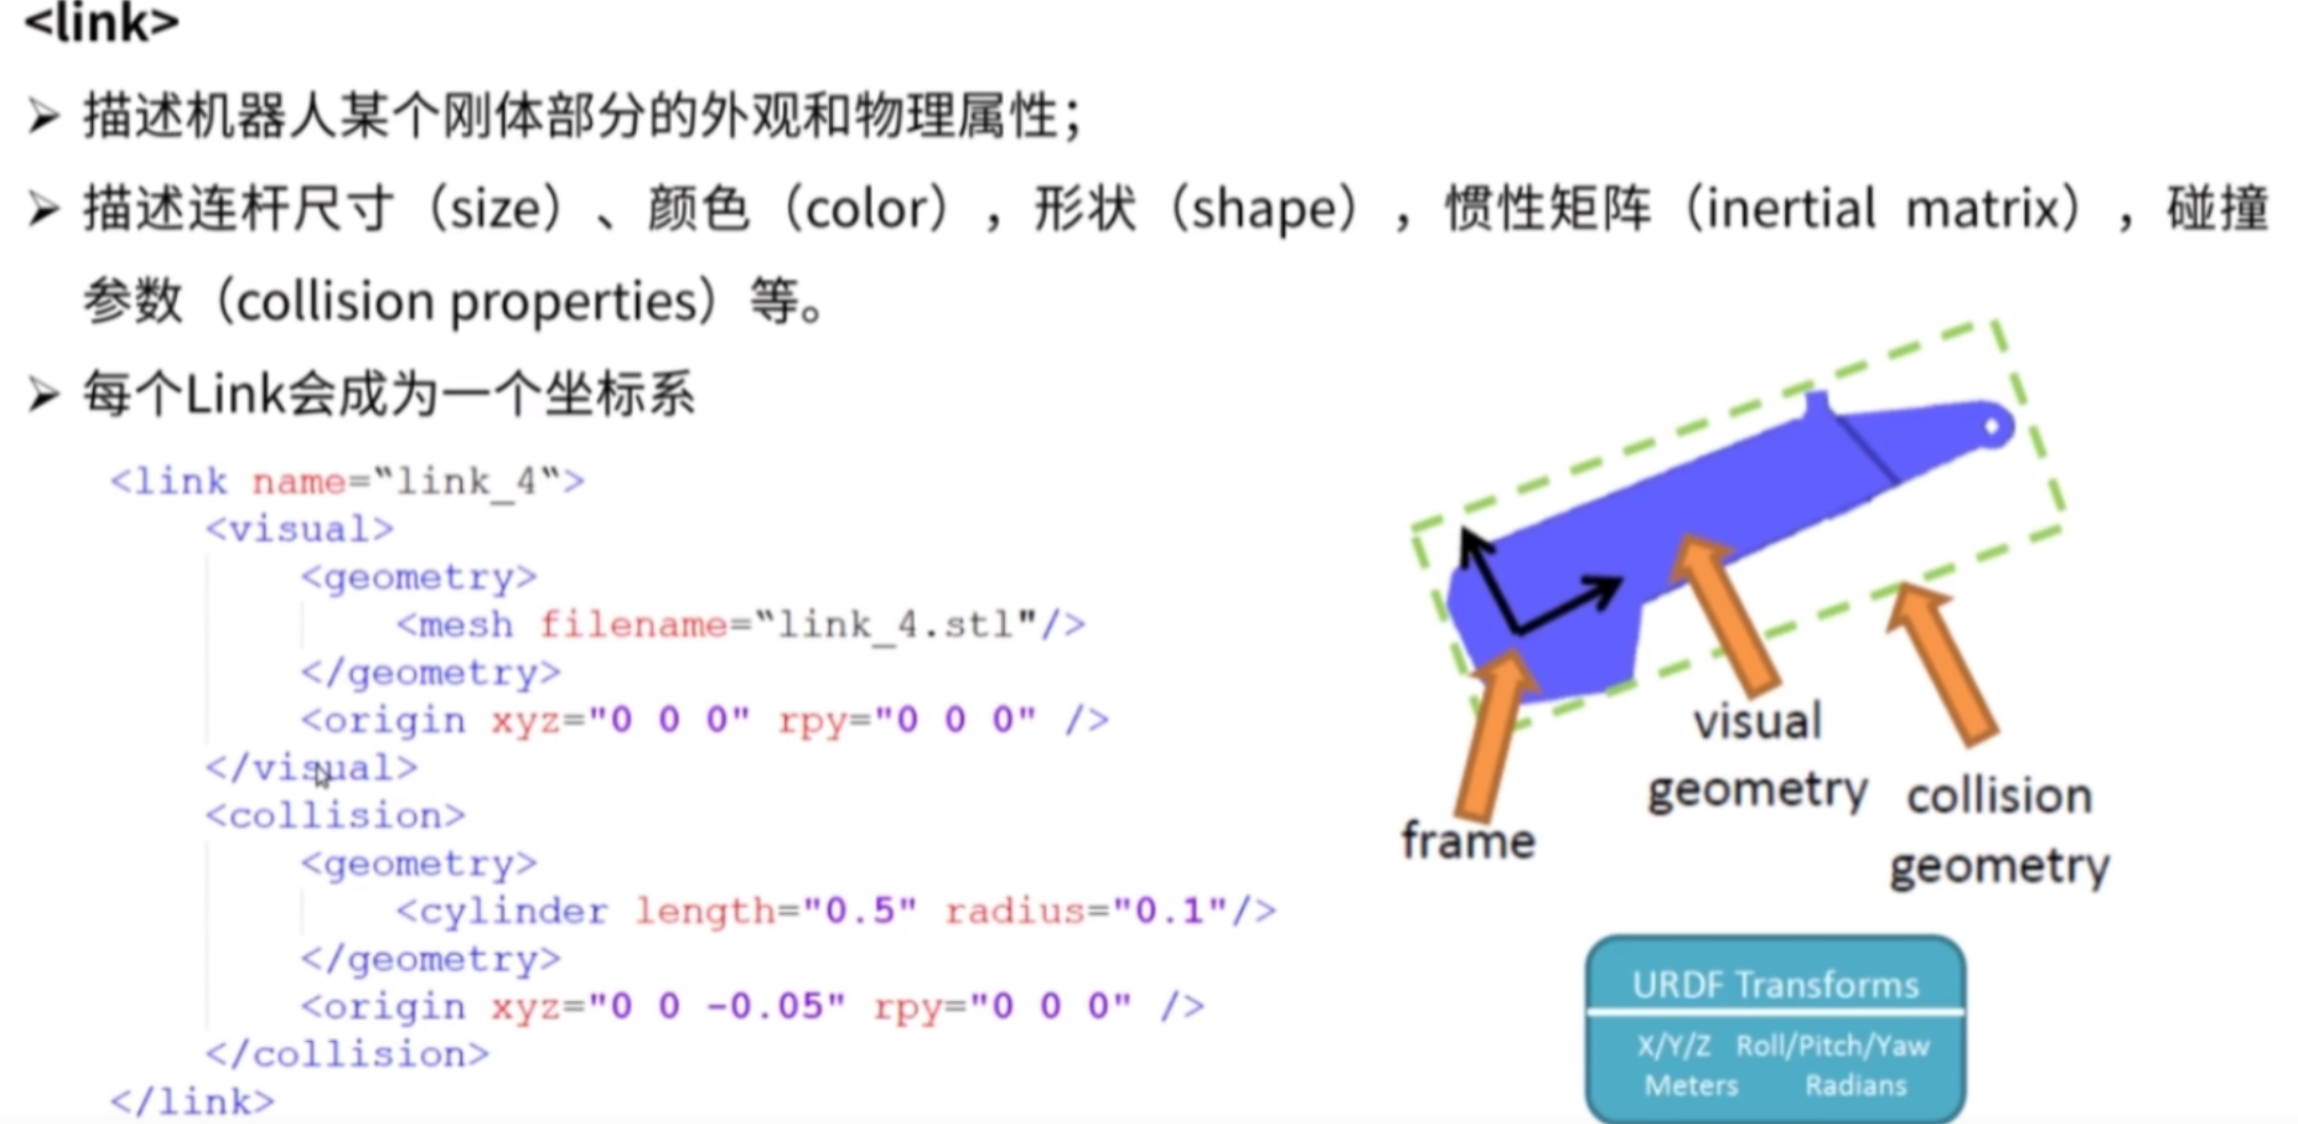 <link>
➢ 描述机器人某个刚体部分的外观和物理属性；
➢ 描述连杆尺寸（size）、颜色（color），形状（shape），惯性矩阵（inertial matrix），碰撞
参数（collision properties）等。
➢ 每个Link会成为一个坐标系
<link name=‟link_4‟>
<visual>
<geometry>
<mesh filename=‟link_4.stl"/>
</geometry>
<origin xyz="0 0 0" rpy="0 0 0" />
</visual>
<collision>
<geometry>
<cylinder length="0.5" radius="0.1"/>
</geometry>
<origin xyz="0 0 -0.05" rpy="0 0 0" />
</collision>
</link>
frame
visual
geometry
collision
geometry
URDF Transforms
X/Y/Z Roll/Pitch/Yaw
Meters Radians